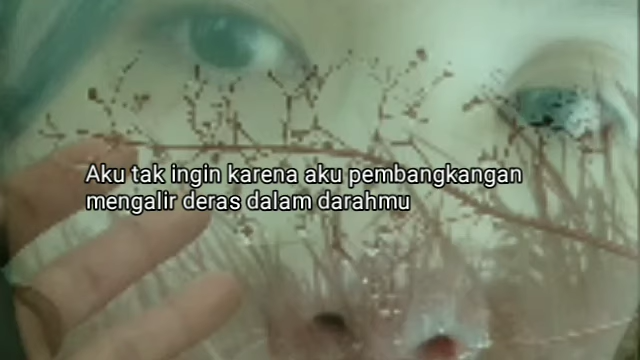 Aku tak ingin karena aku pembangkangan
mengalir deras dalam darahmu